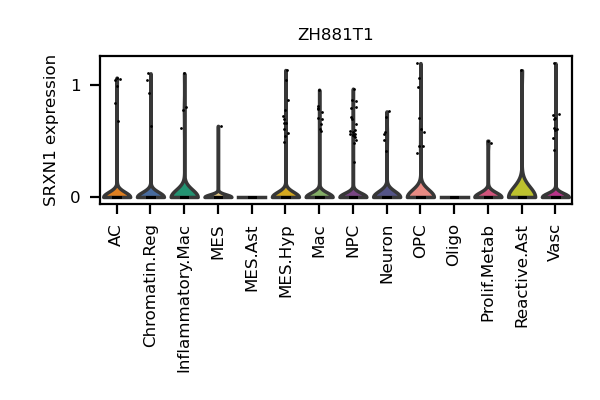 ZH881T1
SRXN1 expression
1
0
AC
Chromatin.Reg
Inflammatory.Mac
MES
MES.Ast
MES.Hyp
Mac
NPC
Neuron
OPC
Oligo
Prolif.Metab
Reactive.Ast
Vasc